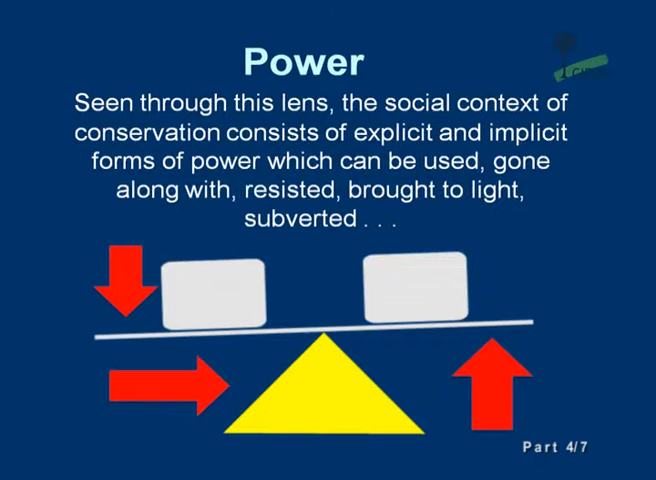 Power
Seen through this lens, the social context of
conservation consists of explicit and implicit
forms of power which can be used, gone
along with, resisted, brought to light,
subverted . . .
Part 4/7